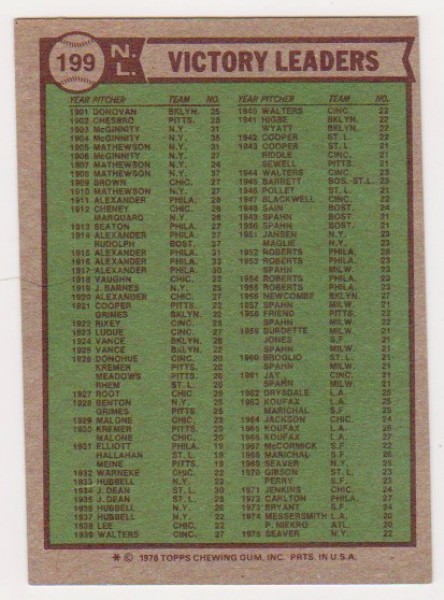 199 N.L. VICTORY LEADERS
YEAR PITCHER TEAM NO.
1901 DONOVAN BKLYN. 25
1902 CHESBRO PITTS. 28
1903 McGINNITY N.Y. 31
1904 McGINNITY N.Y. 35
1905 MATHEWSON N.Y. 31
1906 McGINNITY N.Y. 27
1907 MATHEWSON N.Y. 24
1908 MATHEWSON N.Y. 37
1909 BROWN CHIC. 27
1910 MATHEWSON N.Y. 27
1911 ALEXANDER PHILA. 28
1912 CHENEY CHIC. 26
MARQUARD N.Y. 26
1913 SEATON PHILA. 27
1914 ALEXANDER PHILA. 27
RUDOLPH BOST. 27
1915 ALEXANDER PHILA. 31
1916 ALEXANDER PHILA. 33
1917 ALEXANDER PHILA. 30
1918 VAUGHN CHIC. 22
1919 J. BARNES N.Y. 25
1920 ALEXANDER CHIC. 27
1921 COOPER PITTS. 22
GRIMES BKLYN. 22
1922 RIXEY CINC. 25
1923 LUQUE CINC. 27
1924 VANCE BKLYN. 28
1925 VANCE BKLYN. 22
1926 DONOHUE CINC. 20
KREMER PITTS. 20
MEADOWS PITTS. 20
RHEM ST. L. 20
1927 ROOT CHIC. 26
1928 BENTON N.Y. 25
GRIMES PITTS. 25
1929 MALONE CHIC. 22
1930 KREMER PITTS. 20
MALONE CHIC. 20
1931 ELLIOTT PHILA. 19
HALLAHAN ST. L. 19
MEINE PITTS. 19
1932 WARNEKE CHIC. 22
1933 HUBBELL N.Y. 23
1934 J. DEAN ST. L. 30
1935 J. DEAN ST. L. 28
1936 HUBBELL N.Y. 26
1937 HUBBELL N.Y. 22
1938 LEE CHIC. 22
1939 WALTERS CINC. 27
YEAR PITCHER TEAM NO.
1940 WALTERS CINC. 22
1941 HIGBE BKLYN. 22
WYATT BKLYN. 22
1942 COOPER ST. L. 22
1943 COOPER ST. L. 21
RIDDLE CINC. 21
SEWELL PITTS. 21
1944 WALTERS CINC. 23
1945 BARRETT BOS.-ST.L. 23
1946 POLLET ST. L. 21
1947 BLACKWELL CINC. 22
1948 SAIN BOST. 24
1949 SPAHN BOST. 21
1950 SPAHN BOST. 21
1951 JANSEN N.Y. 23
MAGLIE N.Y. 23
1952 ROBERTS PHILA. 28
1953 ROBERTS PHILA. 23
SPAHN MILW. 23
1954 ROBERTS PHILA. 23
1955 ROBERTS PHILA. 23
1956 NEWCOMBE BKLYN. 27
1957 SPAHN MILW. 21
1958 FRIEND PITTS. 22
SPAHN MILW. 22
1959 BURDETTE MILW. 21
JONES S.F. 21
SPAHN MILW. 21
1960 BROGLIO ST. L. 21
SPAHN MILW. 21
1961 JAY CINC. 21
SPAHN MILW. 21
1962 DRYSDALE L.A. 25
1963 KOUFAX L.A. 25
MARICHAL S.F. 25
1964 JACKSON CHIC. 24
1965 KOUFAX L.A. 26
1966 KOUFAX L.A. 27
1967 McCORMICK S.F. 22
1968 MARICHAL S.F. 26
1969 SEAVER N.Y. 25
1970 GIBSON ST. L. 23
PERRY S.F. 23
1971 JENKINS CHIC. 24
1972 CARLTON PHILA. 27
1973 BRYANT S.F. 24
1974 MESSERSMITH L.A. 20
P. NIEKRO ATL. 20
1975 SEAVER N.Y. 22
* © 1976 TOPPS CHEWING GUM, INC. PRTS. IN U.S.A.